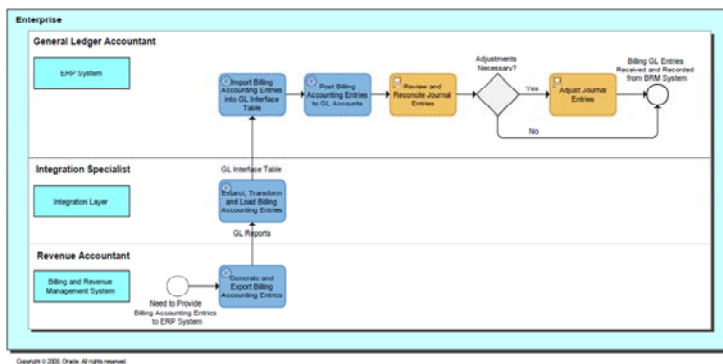 Enterprise
General Ledger Accountant
ERP System
Import Billing
Accounting Entries
into GL Interface
Table
Post Billing
Accounting Entries
to GL Accounts
Review and
Reconcile Journal
Entries
Adjustments
Necessary?
Yes
No
Adjust Journal
Entries
Billing GL Entries
Received and Recorded
from BRM System
GL Interface Table
Integration Specialist
Integration Layer
Extract, Transform
and Load Billing
Accounting Entries
GL Reports
Revenue Accountant
Billing and Revenue
Management System
Need to Provide
Billing Accounting Entries
to ERP System
Generate and
Export Billing
Accounting Entries
Copyright © 2008, Oracle. All rights reserved.